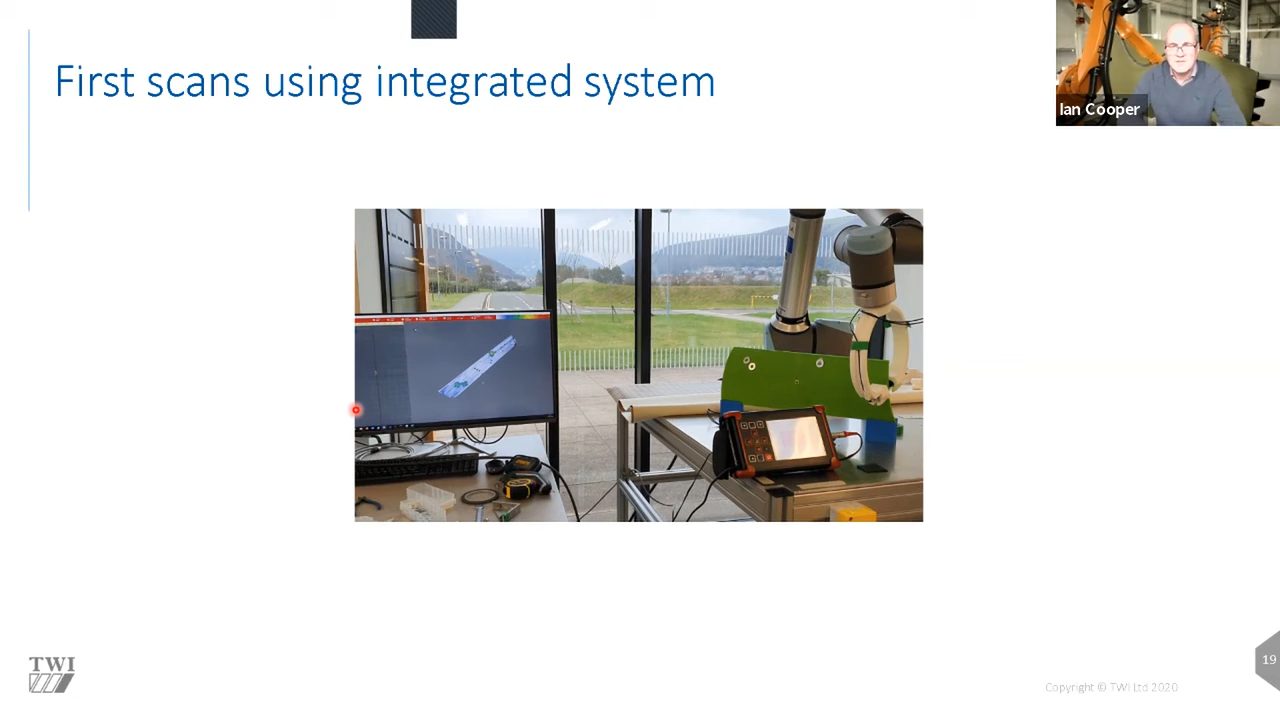 First scans using integrated system
Ian Cooper
TWI
19
Copyright © TWI Ltd 2020